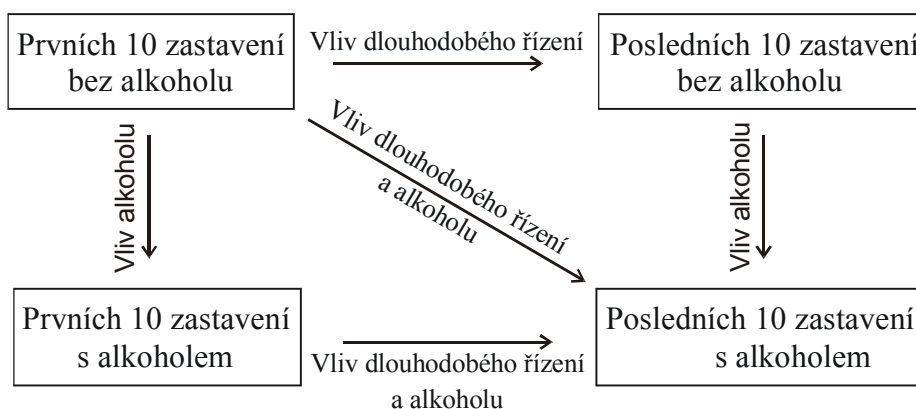 Prvních 10 zastavení
bez alkoholu
Vliv dlouhodobého řízení
Posledních 10 zastavení
bez alkoholu
Vliv alkoholu
Vliv dlouhodobého řízení
a alkoholu
Vliv alkoholu
Prvních 10 zastavení
s alkoholem
Vliv dlouhodobého řízení
a alkoholu
Posledních 10 zastavení
s alkoholem